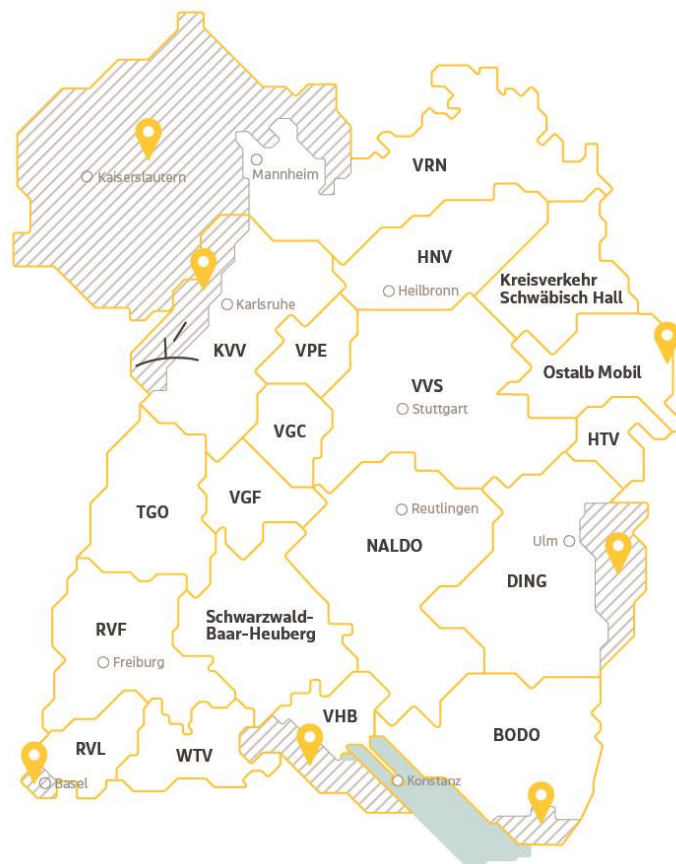 Kaiserslautern
Mannheim
VRN
HNV
Heilbronn
Kreisverkehr
Schwäbisch Hall
Karlsruhe
KVV
VPE
VVS
Stuttgart
Ostalb Mobil
VGC
HTV
TGO
VGF
Reutlingen
NALDO
Ulm
DING
Schwarzwald-
Baar-Heuberg
RVF
Freiburg
VHB
BODO
RVL
WTV
Basel
Konstanz